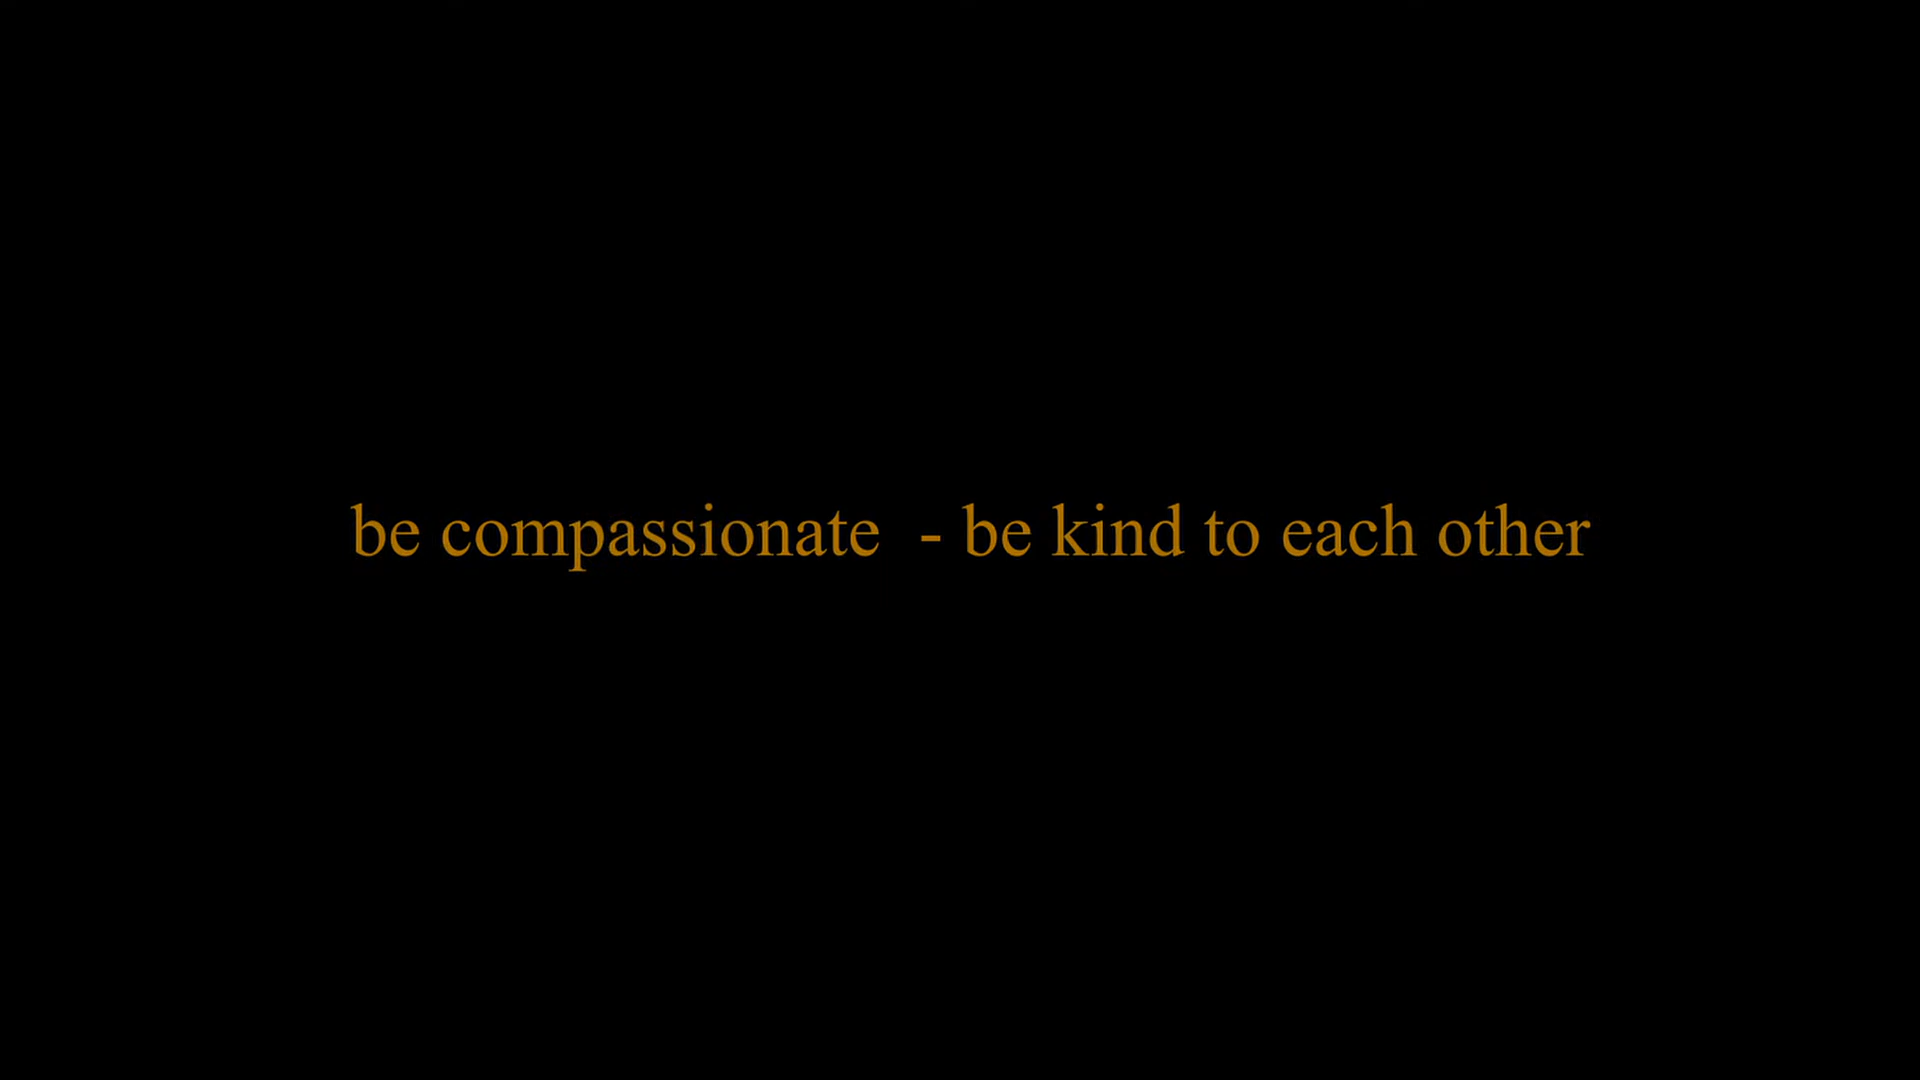 be compassionate  - be kind to each other